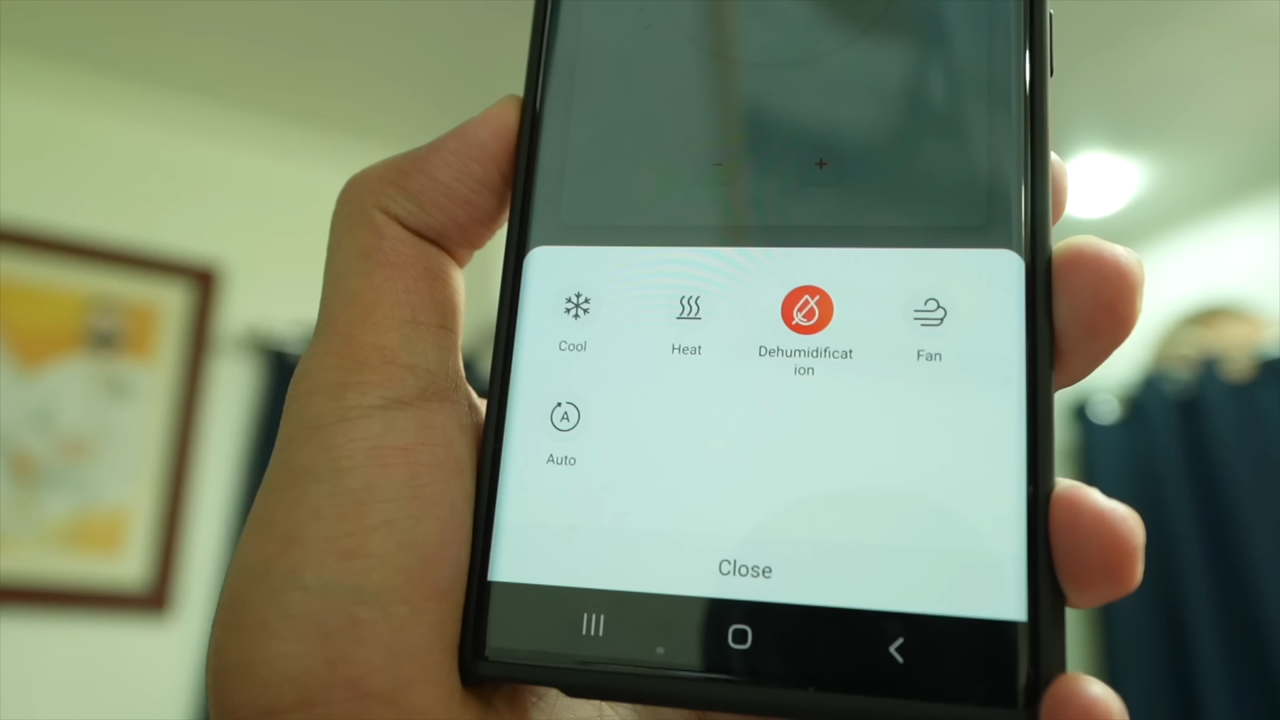 - +
Cool Heat Dehumidificat
ion Fan
A
Auto
Close